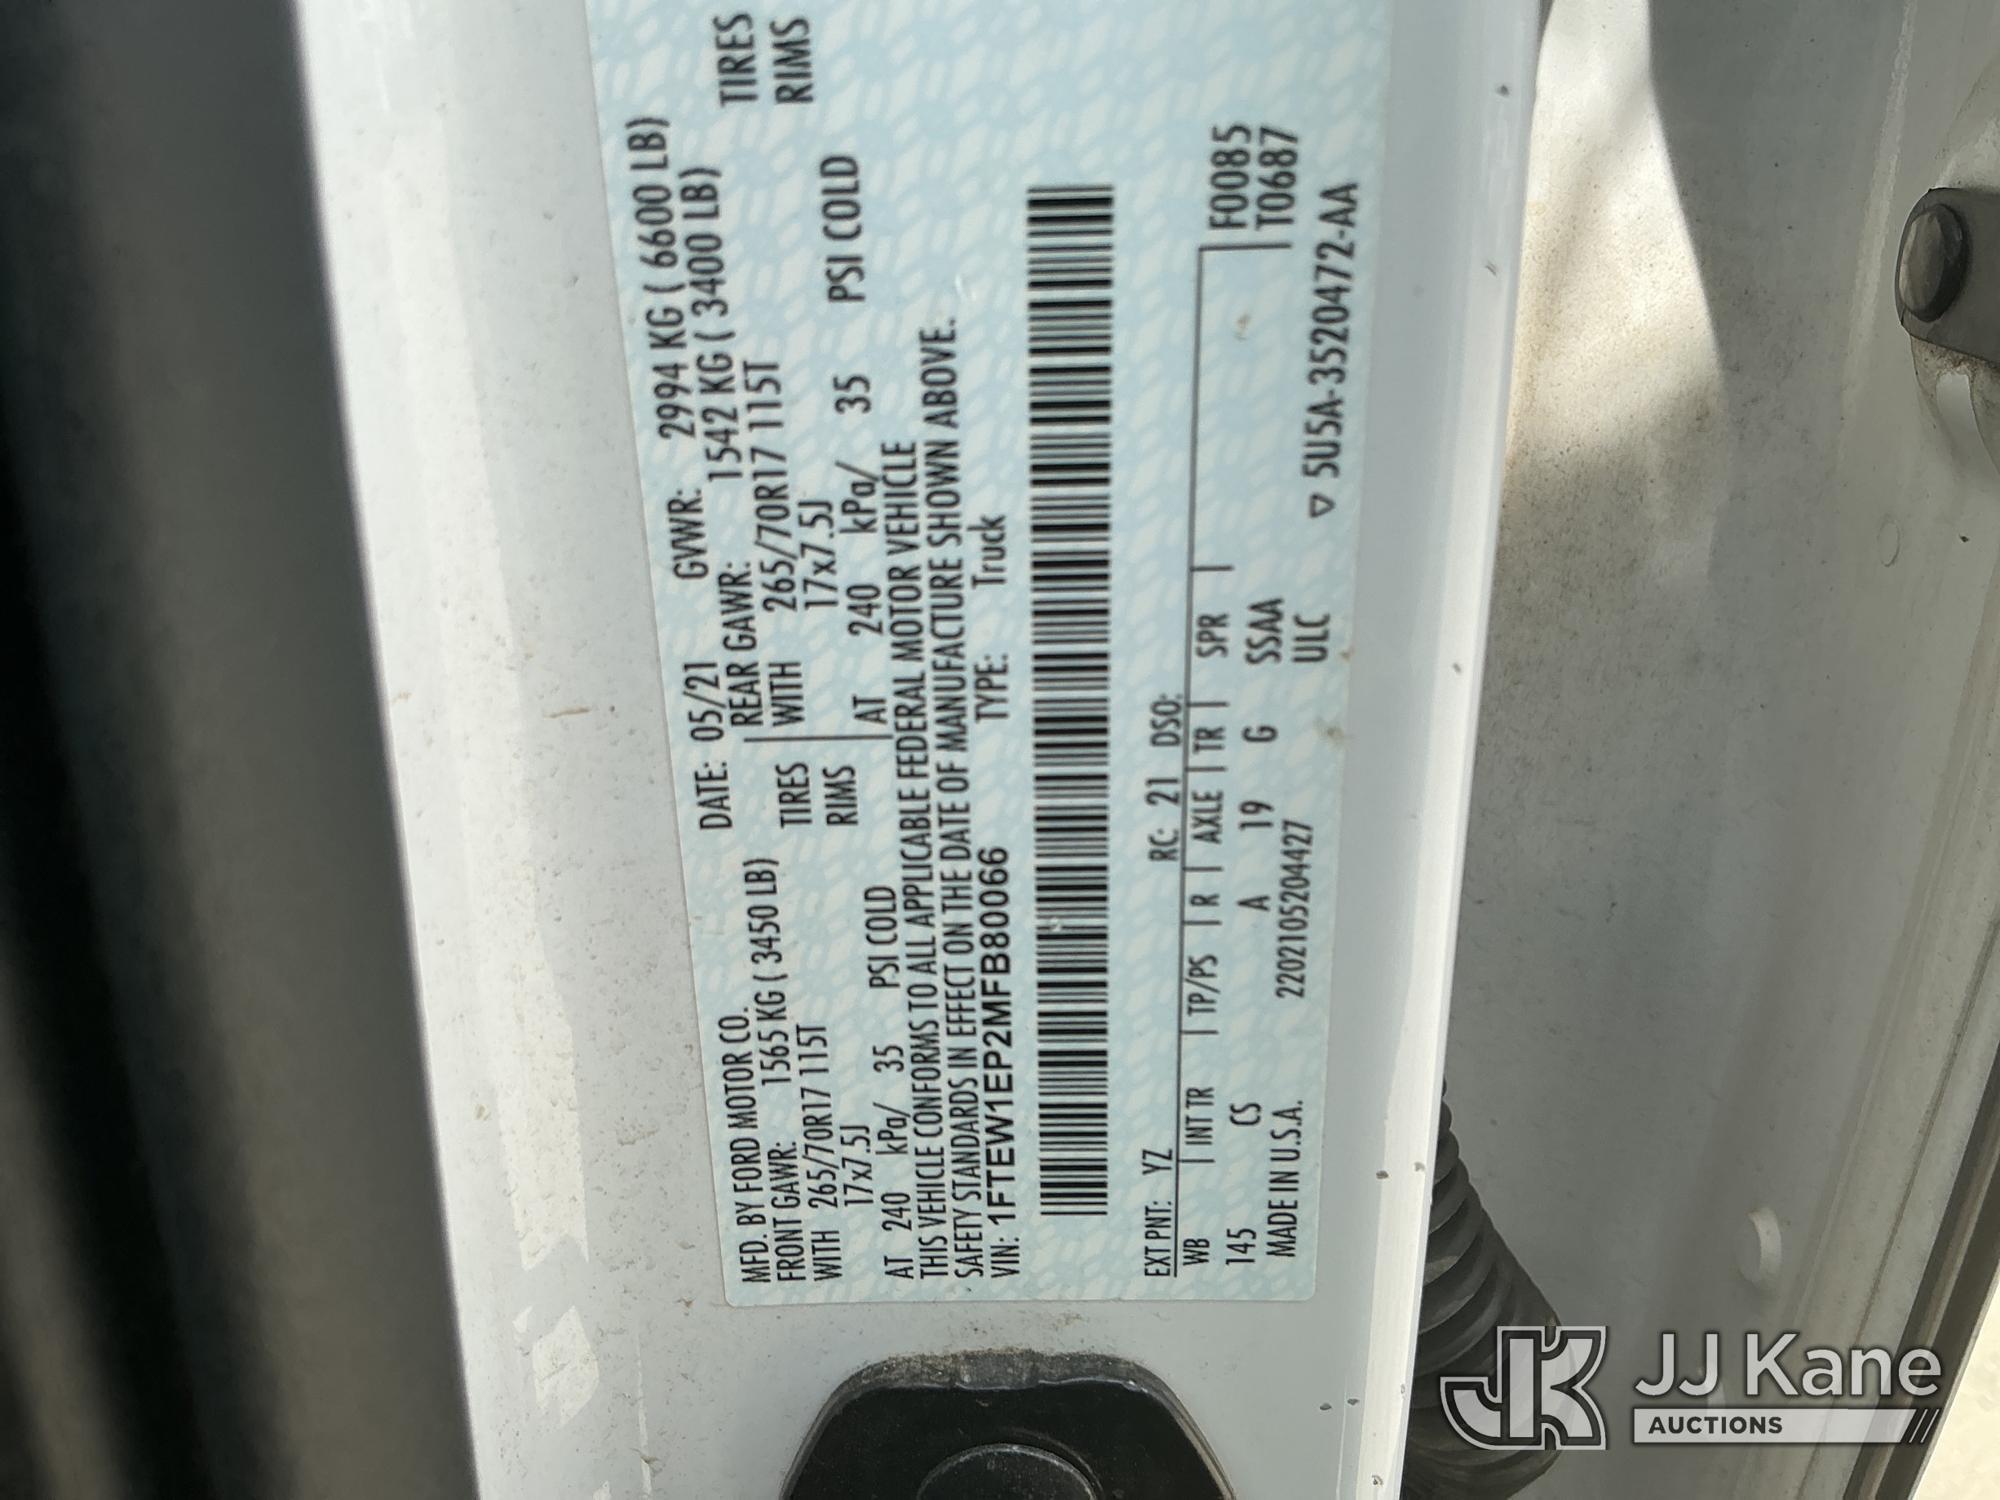 MFD. BY FORD MOTOR CO.
DATE: 05/21 GVWR: 2994 KG ( 6600 LB)
FRONT GAWR: 1565 KG ( 3450 LB) REAR GAWR: 1542 KG ( 3400 LB)
WITH 265/70R17 115T TIRES WITH 265/70R17 115T TIRES
17x7.5J RIMS 17x7.5J RIMS
AT 240 kPa/ 35 PSI COLD AT 240 kPa/ 35 PSI COLD
THIS VEHICLE CONFORMS TO ALL APPLICABLE FEDERAL MOTOR VEHICLE
SAFETY STANDARDS IN EFFECT ON THE DATE OF MANUFACTURE SHOWN ABOVE.
VIN: 1FTEW1EP2MFB80066 TYPE: Truck
EXT PNT: YZ RC: 21 DSO:
WB INT TR TP/PS R AXLE TR SPR F0085
145 CS A 19 G SSAA T0687
MADE IN U.S.A. 220210520427 ULC
▽ 5U5A-3520472-AA
JK JJ Kane
AUCTIONS